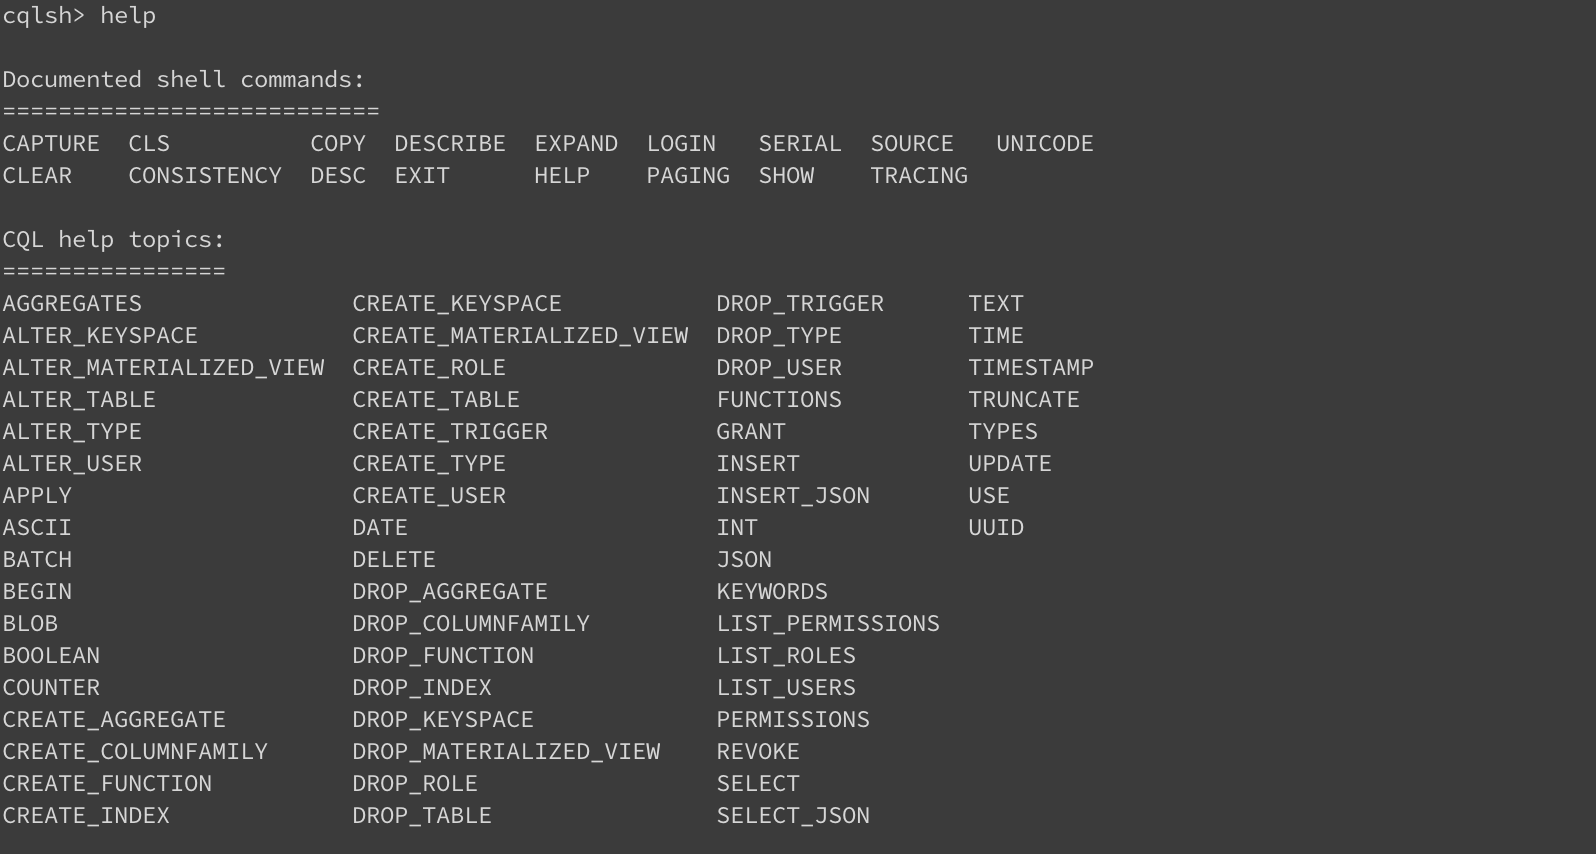 cqlsh> help
Documented shell commands:
===========================
CAPTURE  CLS          COPY  DESCRIBE  EXPAND  LOGIN   SERIAL  SOURCE   UNICODE
CLEAR    CONSISTENCY  DESC  EXIT      HELP    PAGING  SHOW    TRACING
CQL help topics:
================
AGGREGATES               CREATE_KEYSPACE           DROP_TRIGGER      TEXT
ALTER_KEYSPACE           CREATE_MATERIALIZED_VIEW  DROP_TYPE         TIME
ALTER_MATERIALIZED_VIEW  CREATE_ROLE               DROP_USER         TIMESTAMP
ALTER_TABLE              CREATE_TABLE              FUNCTIONS         TRUNCATE
ALTER_TYPE               CREATE_TRIGGER            GRANT             TYPES
ALTER_USER               CREATE_TYPE               INSERT            UPDATE
APPLY                    CREATE_USER               INSERT_JSON       USE
ASCII                    DATE                      INT               UUID
BATCH                    DELETE                    JSON
BEGIN                    DROP_AGGREGATE            KEYWORDS
BLOB                     DROP_COLUMNFAMILY         LIST_PERMISSIONS
BOOLEAN                  DROP_FUNCTION             LIST_ROLES
COUNTER                  DROP_INDEX                LIST_USERS
CREATE_AGGREGATE         DROP_KEYSPACE             PERMISSIONS
CREATE_COLUMNFAMILY      DROP_MATERIALIZED_VIEW    REVOKE
CREATE_FUNCTION          DROP_ROLE                 SELECT
CREATE_INDEX             DROP_TABLE                SELECT_JSON